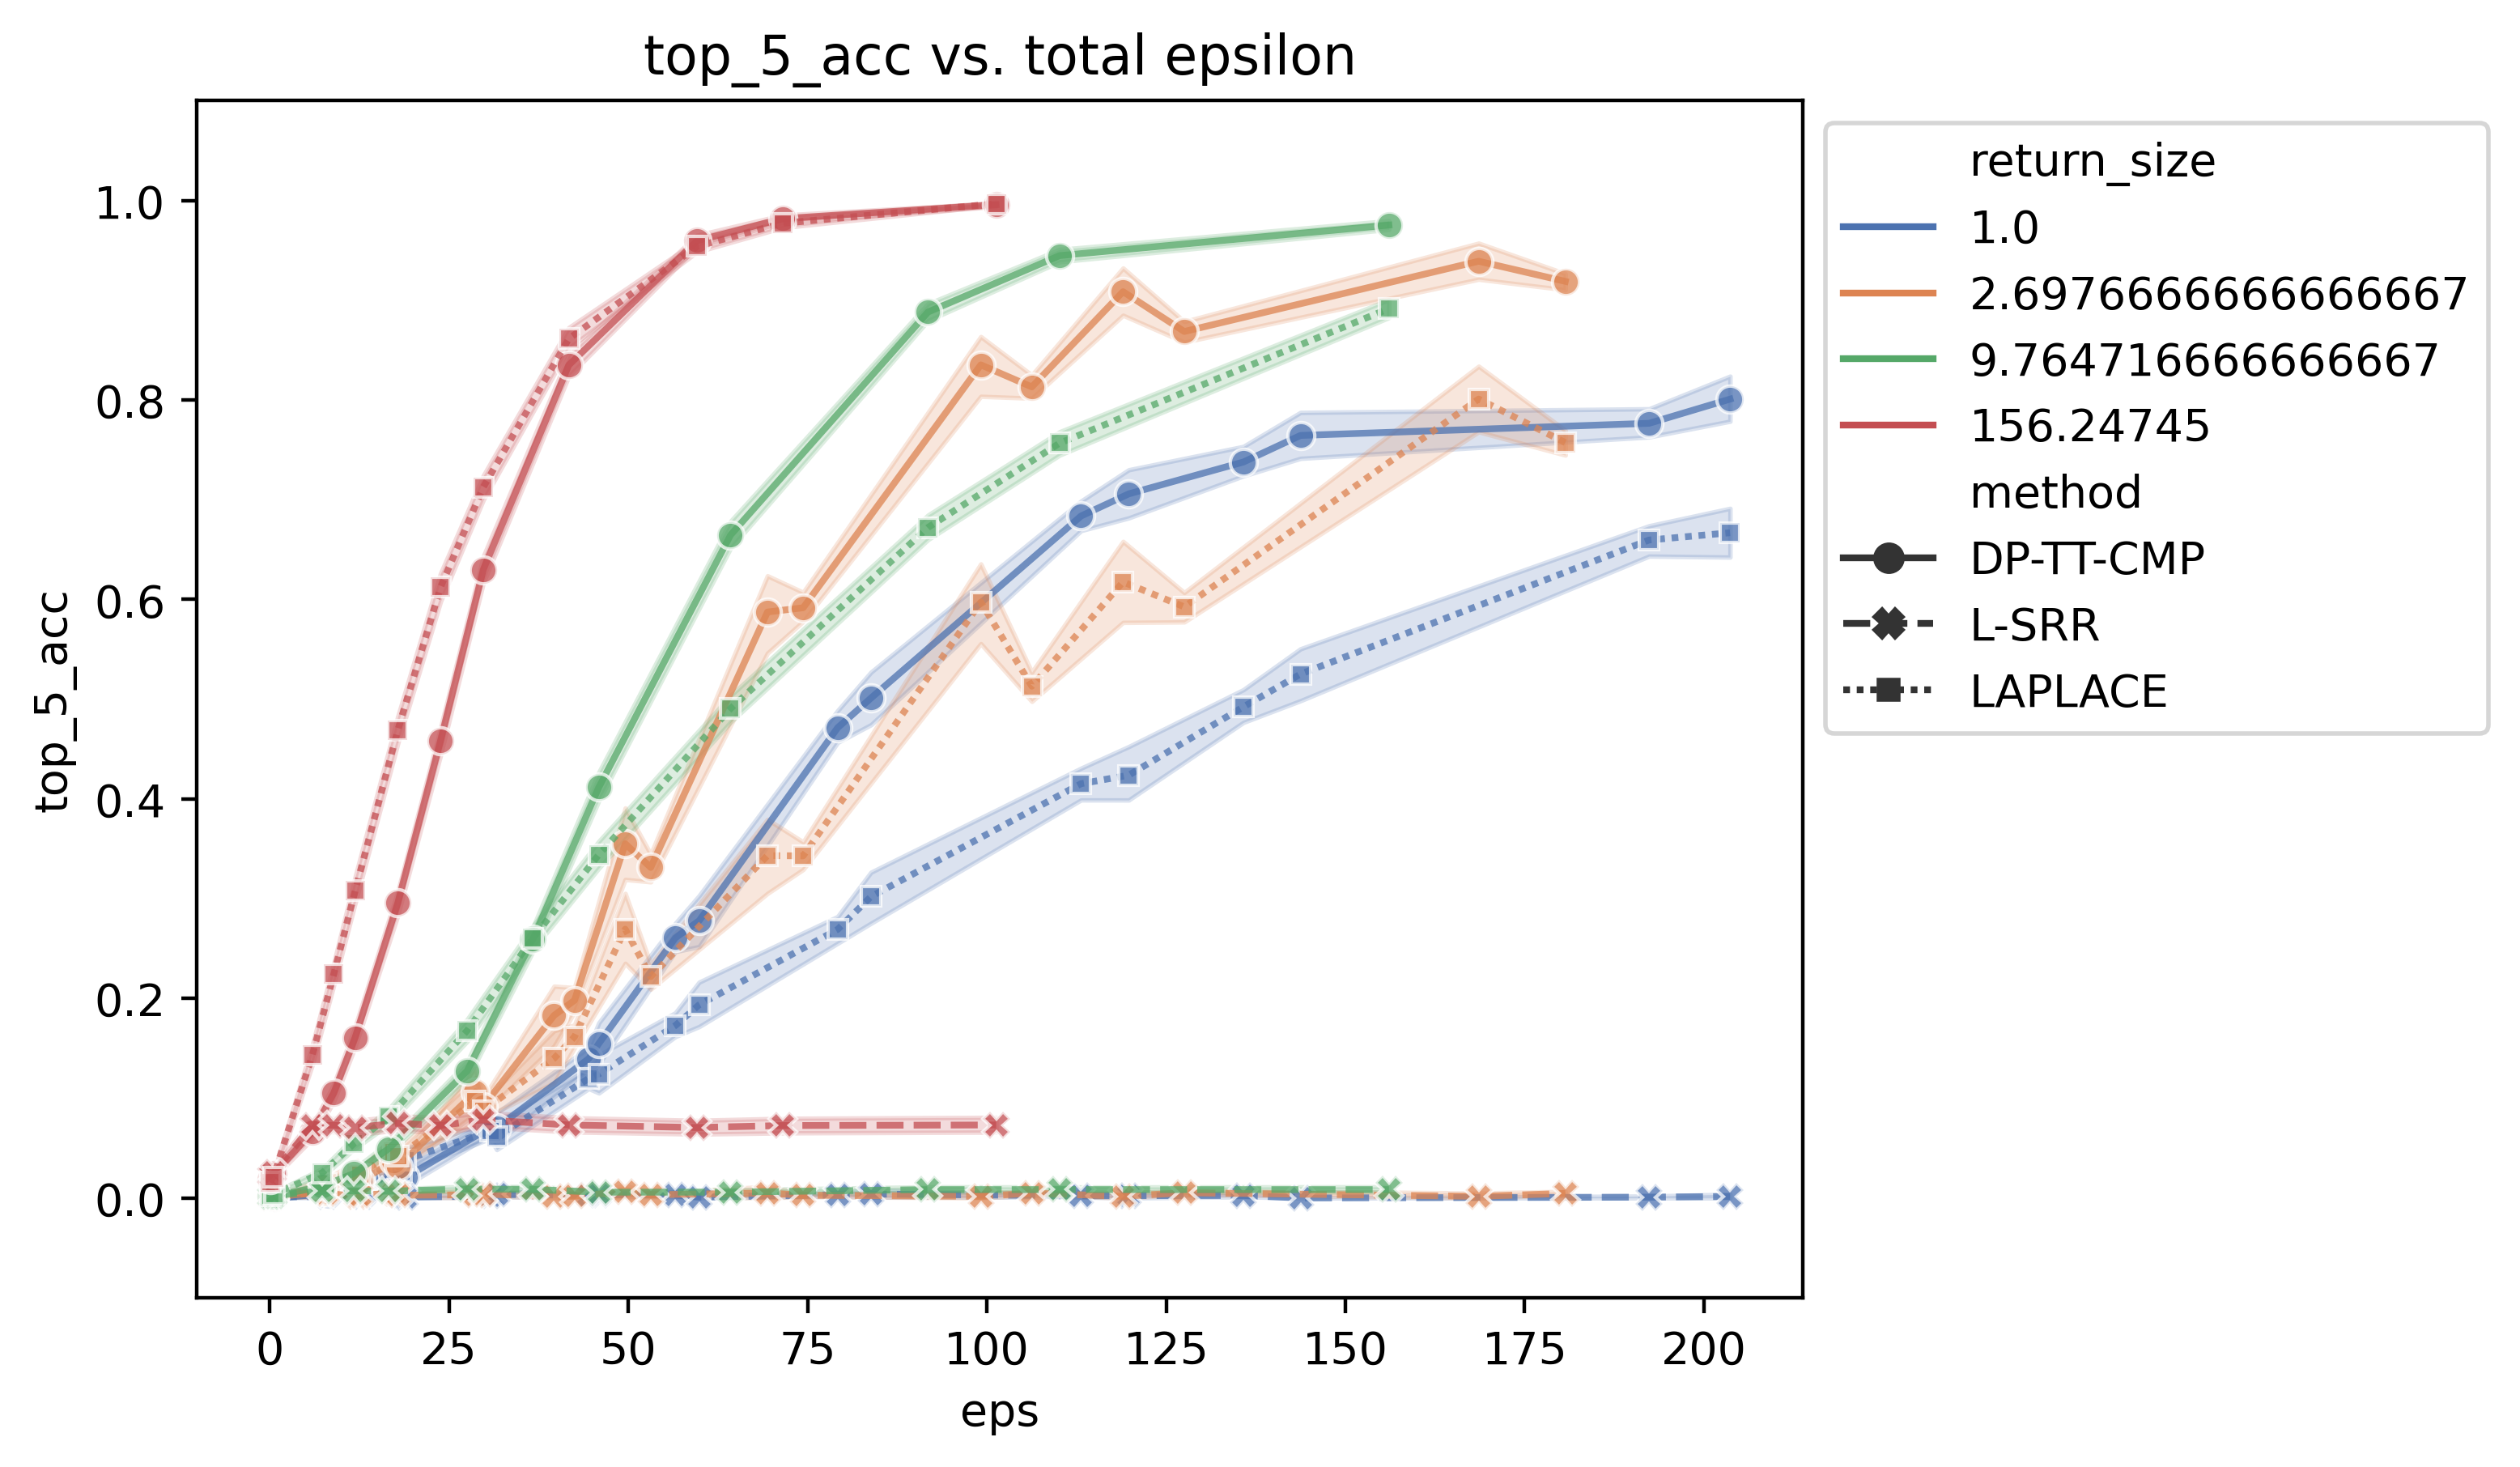 top_5_acc vs. total epsilon
top_5_acc
1.0
0.8
0.6
0.4
0.2
0.0
0 25 50 75 100 125 150 175 200
eps
return_size
1.0
2.6976666666666667
9.764716666666667
156.24745
method
DP-TT-CMP
L-SRR
LAPLACE